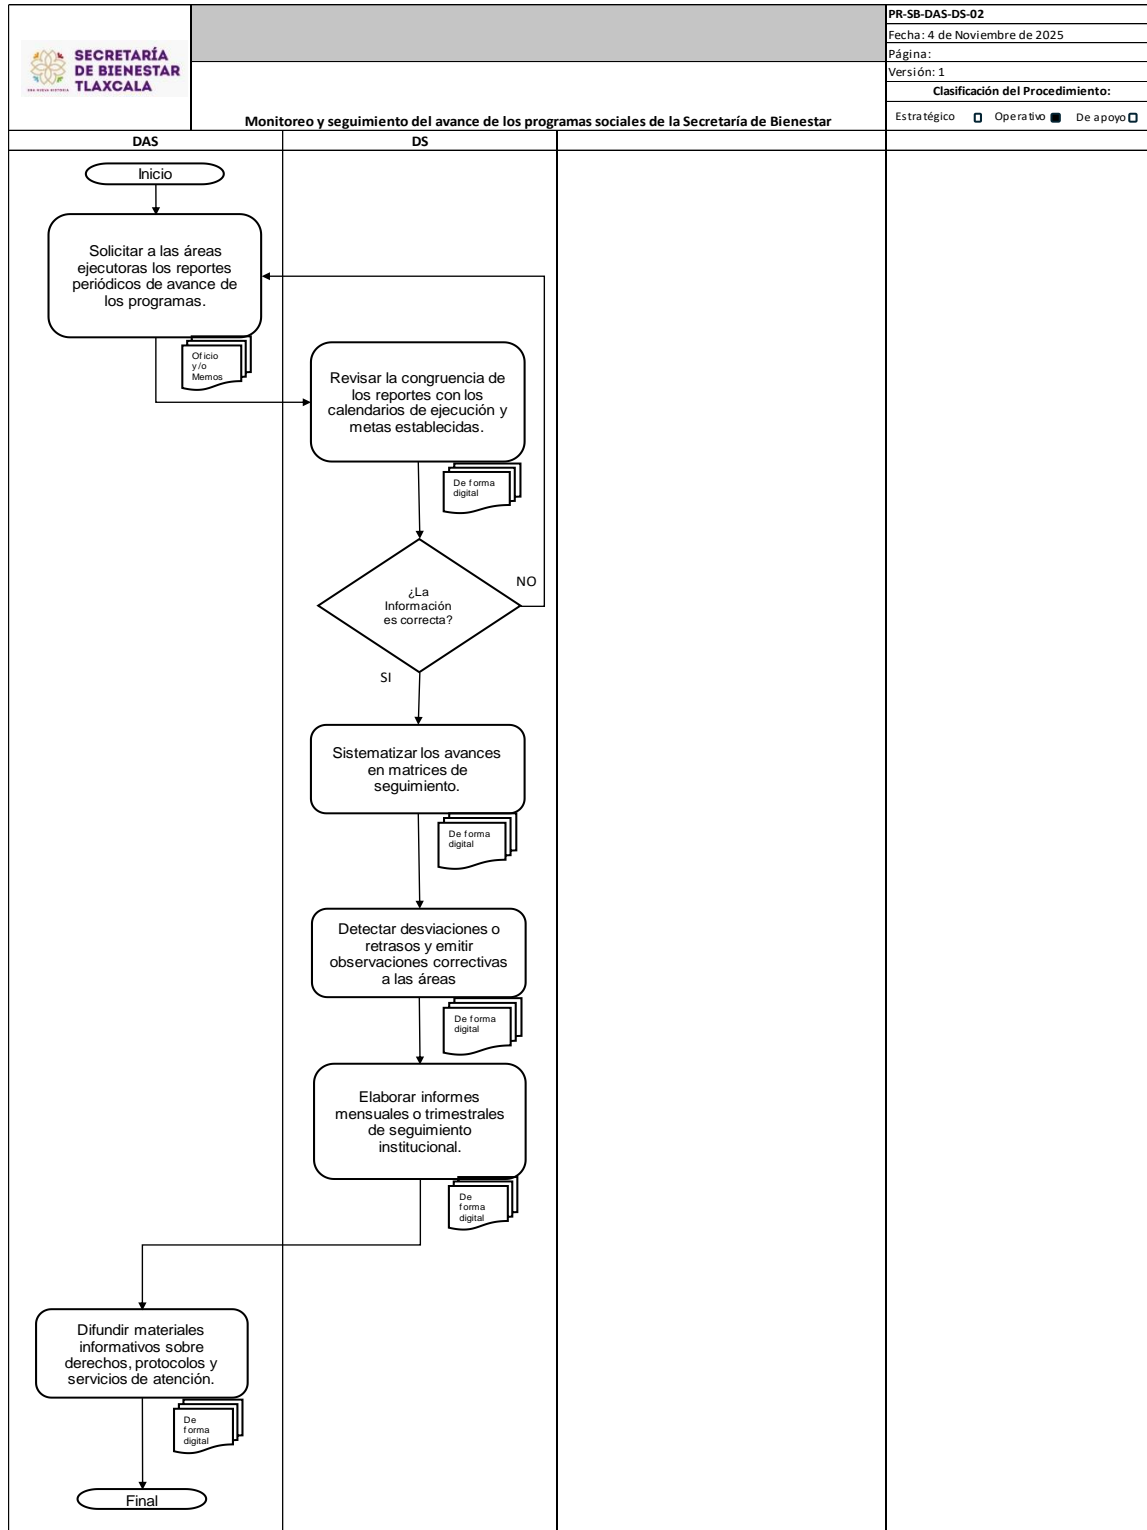 SECRETARÍA
DE BIENESTAR
TLAXCALA
UNA NUEVA HISTORIA
PR-SB-DAS-DS-02
Fecha: 4 de Noviembre de 2025
Página:
Versión: 1
Clasificación del Procedimiento:
Estratégico Operativo De apoyo
Monitoreo y seguimiento del avance de los programas sociales de la Secretaría de Bienestar
DAS DS
Inicio
Solicitar a las áreas
ejecutoras los reportes
periódicos de avance de
los programas.
Oficio
y/o
Memos
Revisar la congruencia de
los reportes con los
calendarios de ejecución y
metas establecidas.
De forma
digital
¿La
Información
es correcta?
NO
SI
Sistematizar los avances
en matrices de
seguimiento.
De forma
digital
Detectar desviaciones o
retrasos y emitir
observaciones correctivas
a las áreas
De forma
digital
Elaborar informes
mensuales o trimestrales
de seguimiento
institucional.
De
forma
digital
Difundir materiales
informativos sobre
derechos, protocolos y
servicios de atención.
De
forma
digital
Final